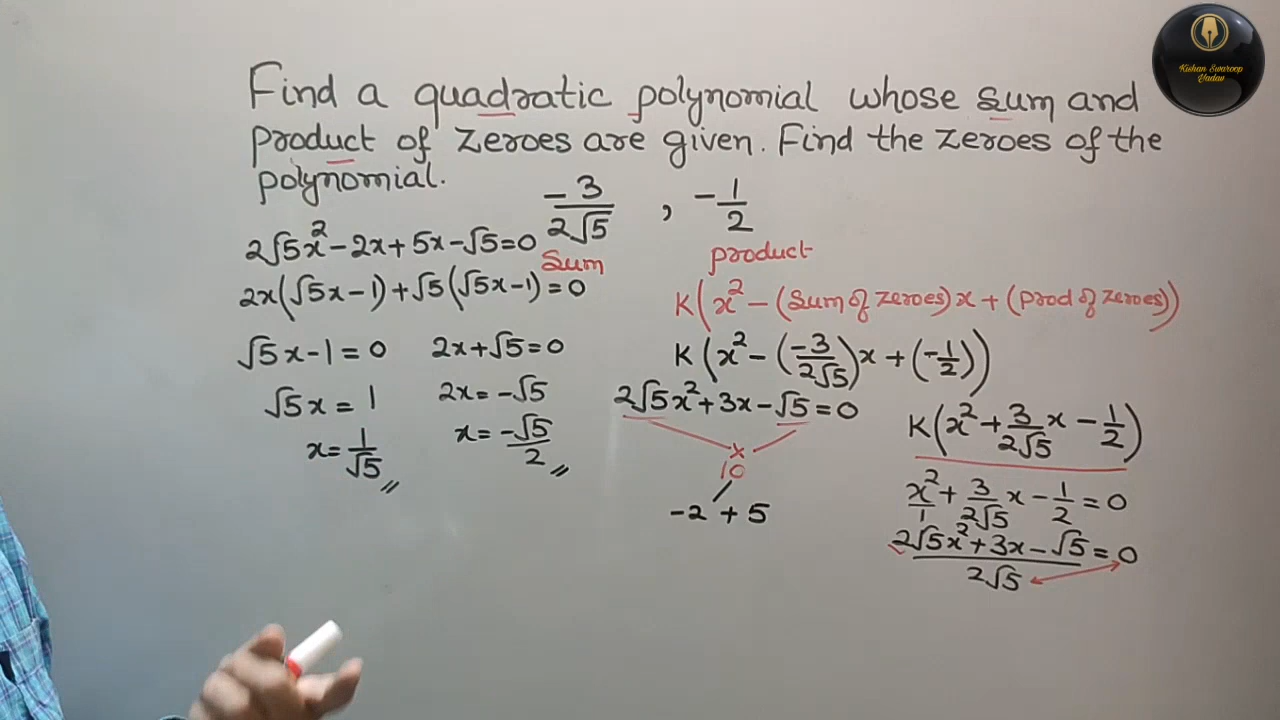 Kishan Swaroop
Yadav
Find a quadratic polynomial whose sum and
product of zeroes are given. Find the zeroes of the
polynomial.
-3/2√5 , -1/2
Sum
product
2√5x² - 2x + 5x - √5 = 0
2x(√5x - 1) + √5(√5x - 1) = 0
√5x - 1 = 0
√5x = 1
x = 1/√5 //
2x + √5 = 0
2x = -√5
x = -√5/2 //
K(x² - (Sum of zeroes)x + (prod of zeroes))
K(x² - (-3/2√5)x + (-1/2))
2√5x² + 3x - √5 = 0
×
10
-2 + 5
K(x² + 3/2√5 x - 1/2)
x²/1 + 3/2√5 x - 1/2 = 0
2√5x² + 3x - √5 / 2√5 = 0